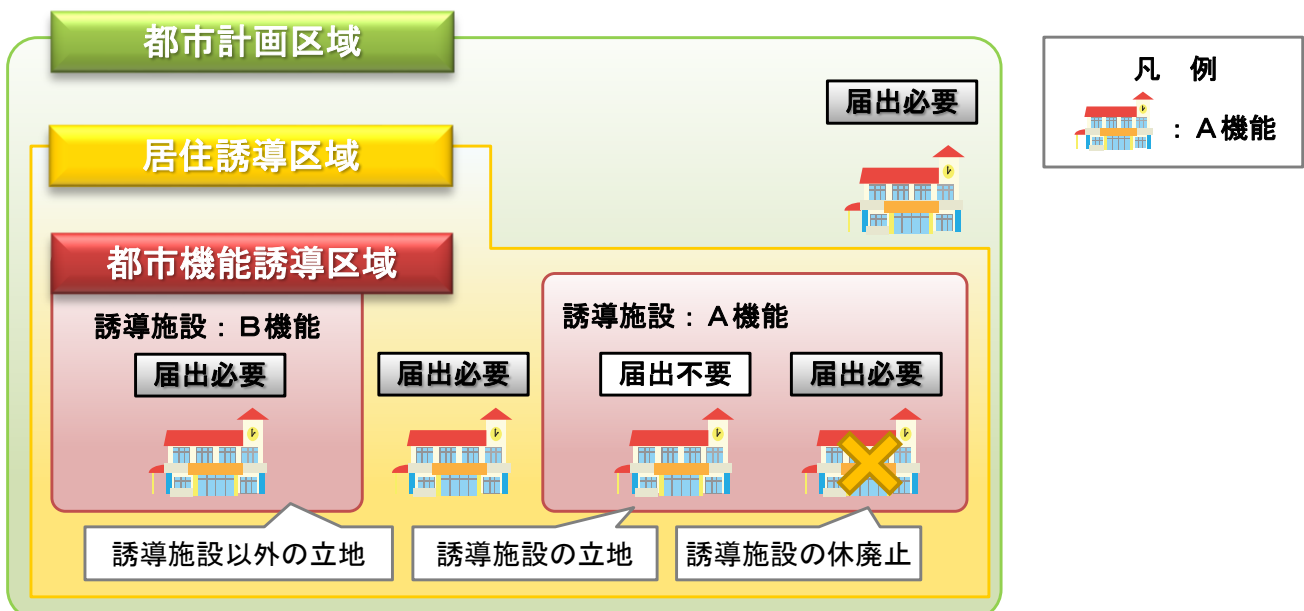 都市計画区域
届出必要
凡 例
：Ａ機能
居住誘導区域
都市機能誘導区域
誘導施設：Ｂ機能
届出必要
届出必要
誘導施設：Ａ機能
届出不要
届出必要
誘導施設以外の立地
誘導施設の立地
誘導施設の休廃止